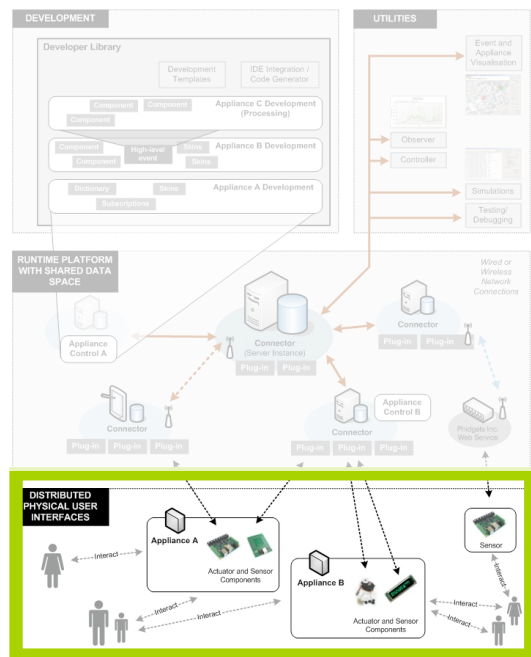 DEVELOPMENT
UTILITIES
Developer Library
Development
Templates
IDE Integration /
Code Generator
Component
Component
Component
Appliance C Development
(Processing)
Component
Component
High-level
event
Skins
Skins
Appliance B Development
Dictionary
Skins
Subscriptions
Appliance A Development
Event and
Appliance
Visualisation
Observer
Controller
Simulations
Testing/
Debugging
RUNTIME PLATFORM
WITH SHARED DATA
SPACE
Wired or
Wireless
Network
Connections
Appliance
Control A
Connector
(Server Instance)
Plug-in
Plug-in
Connector
Plug-in
Plug-in
Connector
Plug-in
Plug-in
Plug-in
Appliance
Control B
Connector
Plug-in
Plug-in
Plug-in
Phidgets Inc.
Web Service
DISTRIBUTED
PHYSICAL USER
INTERFACES
Appliance A
Actuator and Sensor
Components
Appliance B
Actuator and Sensor
Components
Sensor
Interact
Interact
Interact
Interact
Interact
Interact